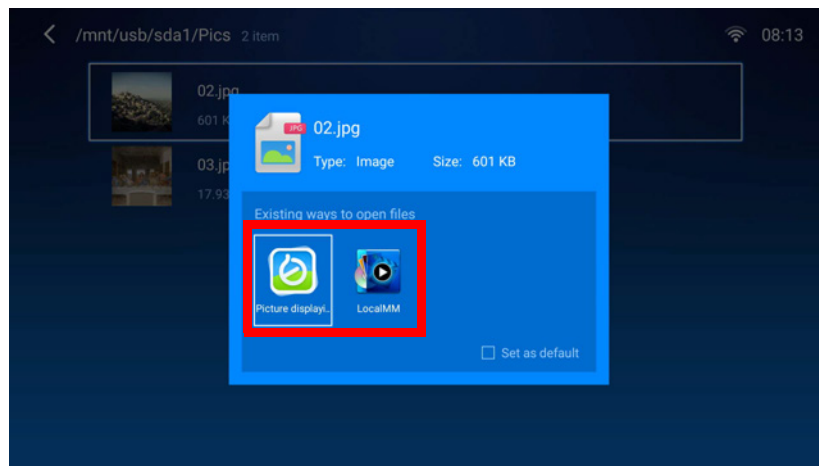 /mnt/usb/sda1/Pics 2 item 08:13
02.jpg
601 K
03.jp
17.93
JPG
02.jpg
Type: Image Size: 601 KB
Existing ways to open files
Picture displayi..
LocalMM
Set as default